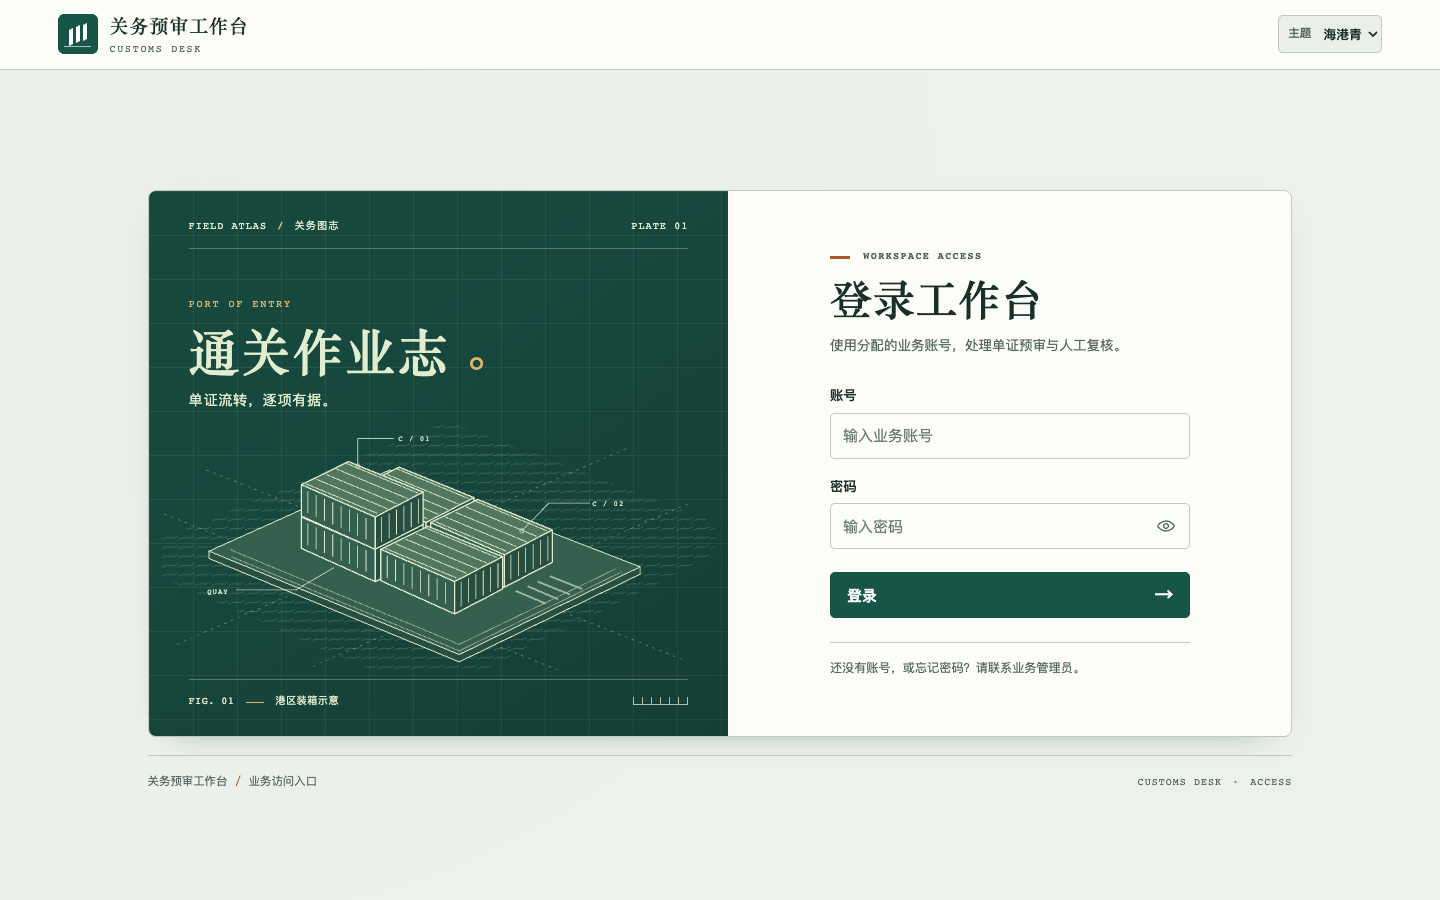 关务预审工作台
CUSTOMS DESK
主题 海港青
FIELD ATLAS / 关务图志
PLATE 01
PORT OF ENTRY
通关作业志。
单证流转，逐项有据。
C / 01
C / 02
QUAY
FIG. 01 — 港区装箱示意
WORKSPACE ACCESS
登录工作台
使用分配的业务账号，处理单证预审与人工复核。
账号
输入业务账号
密码
输入密码
登录 →
还没有账号，或忘记密码？请联系业务管理员。
关务预审工作台 / 业务访问入口
CUSTOMS DESK · ACCESS